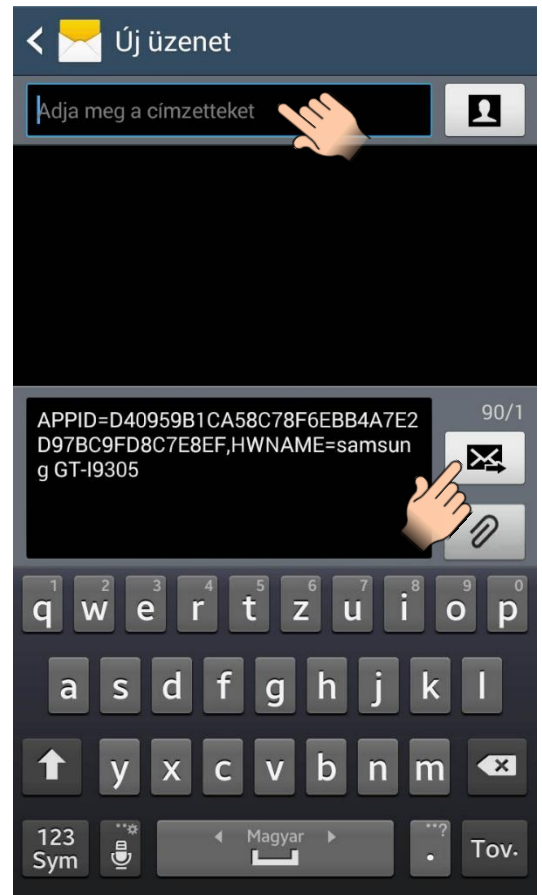 Új üzenet
Adja meg a címzetteket
90/1
APPID=D40959B1CA58C78F6EBB4A7E2
D97BC9FD8C7E8EF,HWNAME=samsun
g GT-I9305
1 2 3 4 5 6 7 8 9 0
q w e r t z u i o p
a s d f g h j k l
y x c v b n m
123
Sym
Magyar
..?
.
Tov.